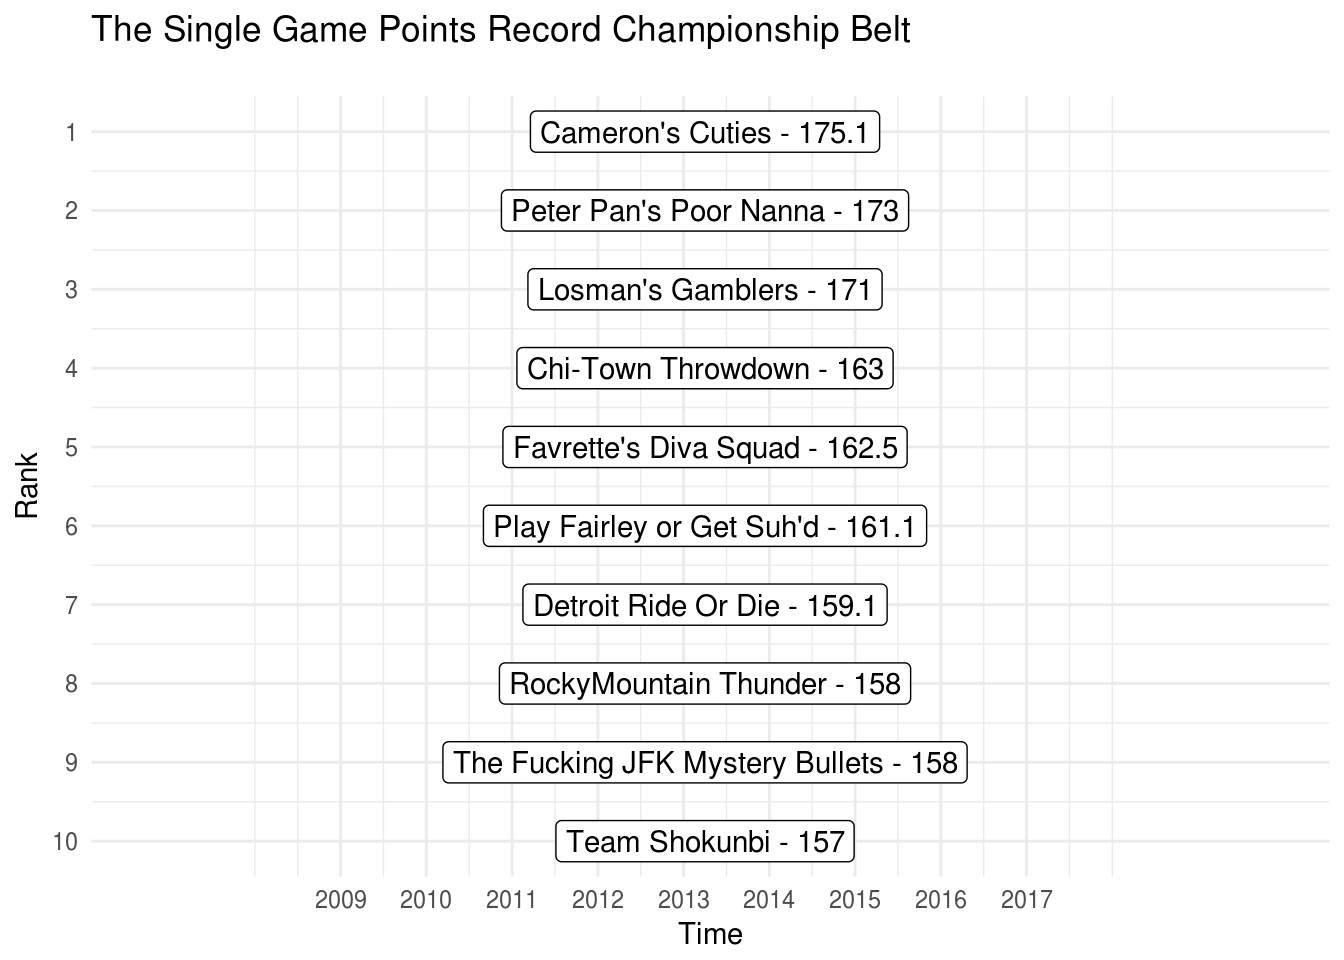 The Single Game Points Record Championship Belt
1
Cameron's Cuties - 175.1
2
Peter Pan's Poor Nanna - 173
3
Losman's Gamblers - 171
4
Chi-Town Throwdown - 163
5
Favrette's Diva Squad - 162.5
Rank
6
Play Fairley or Get Suh'd - 161.1
7
Detroit Ride Or Die - 159.1
8
RockyMountain Thunder - 158
9
The Fucking JFK Mystery Bullets - 158
10
Team Shokunbi - 157
2009 2010 2011 2012 2013 2014 2015 2016 2017
Time